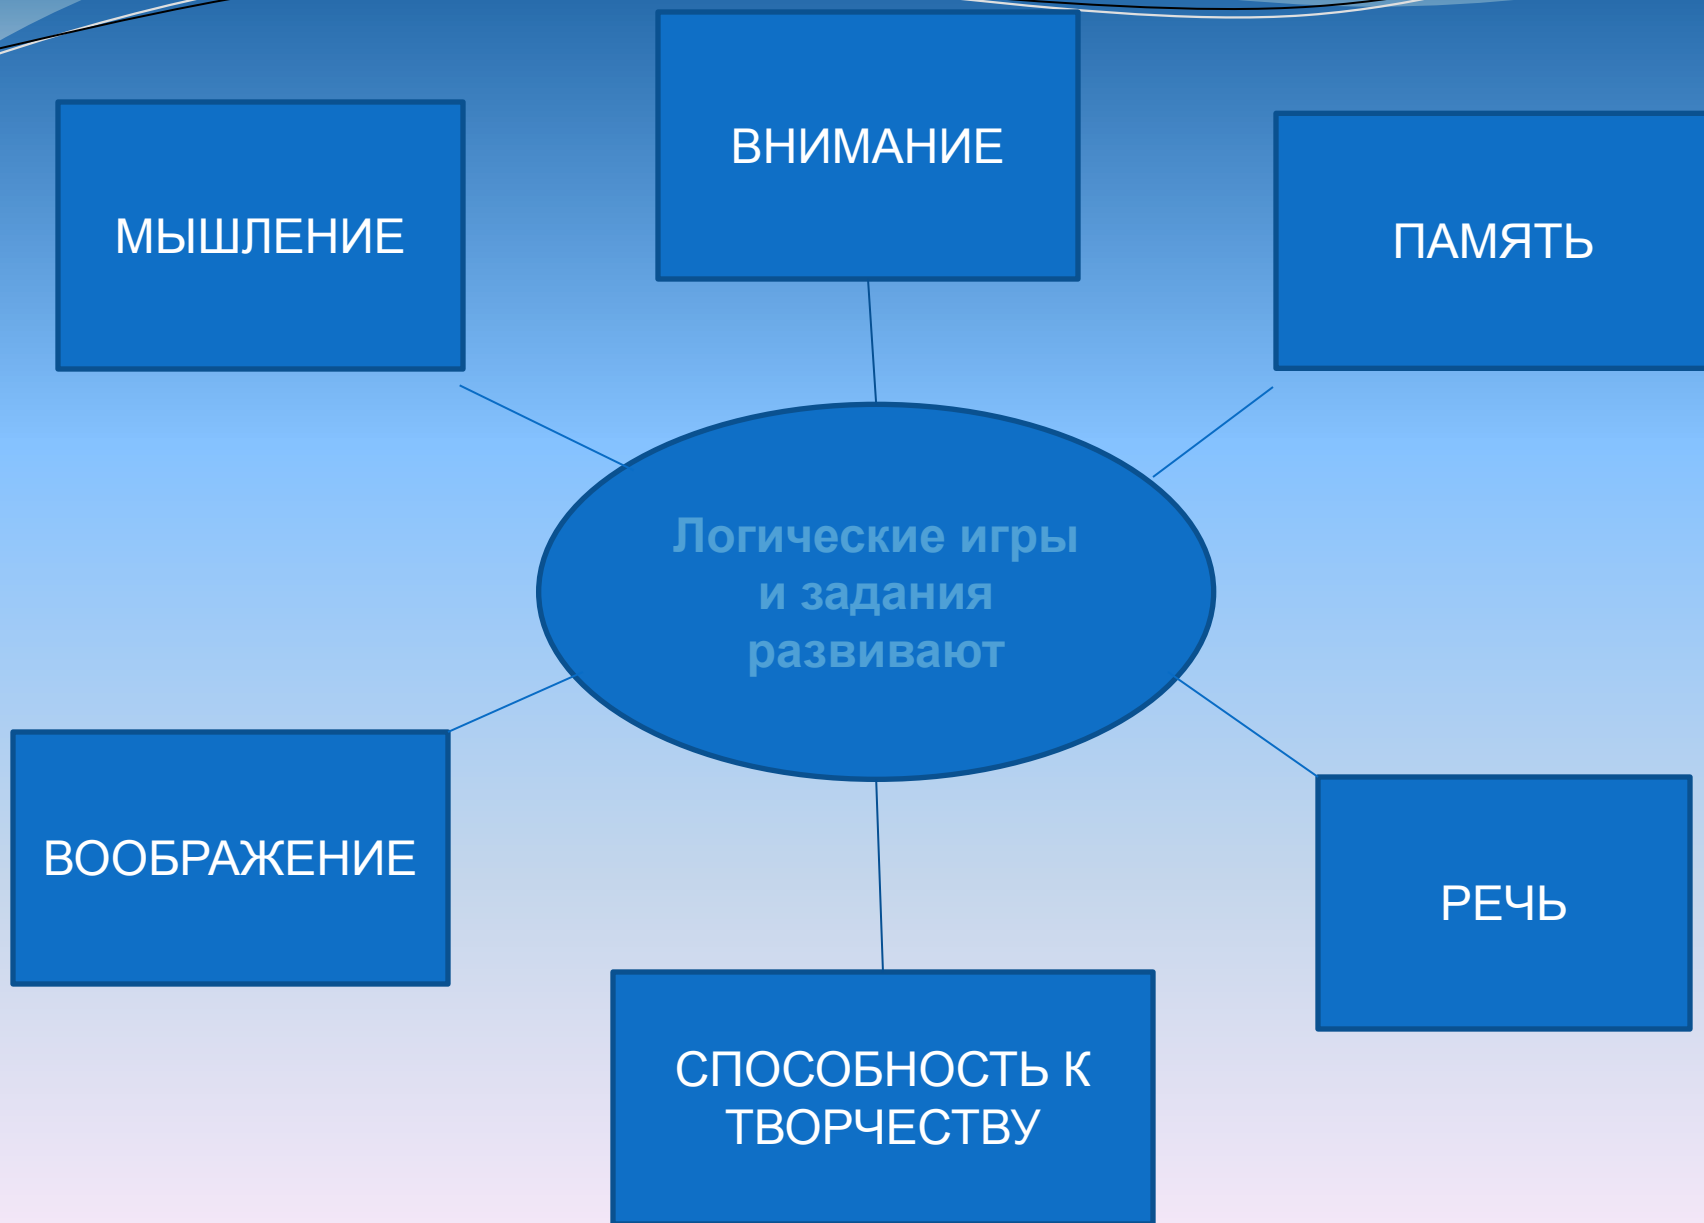 ВНИМАНИЕ
МЫШЛЕНИЕ
ПАМЯТЬ
Логические игры
и задания
развивают
ВООБРАЖЕНИЕ
РЕЧЬ
СПОСОБНОСТЬ К
ТВОРЧЕСТВУ